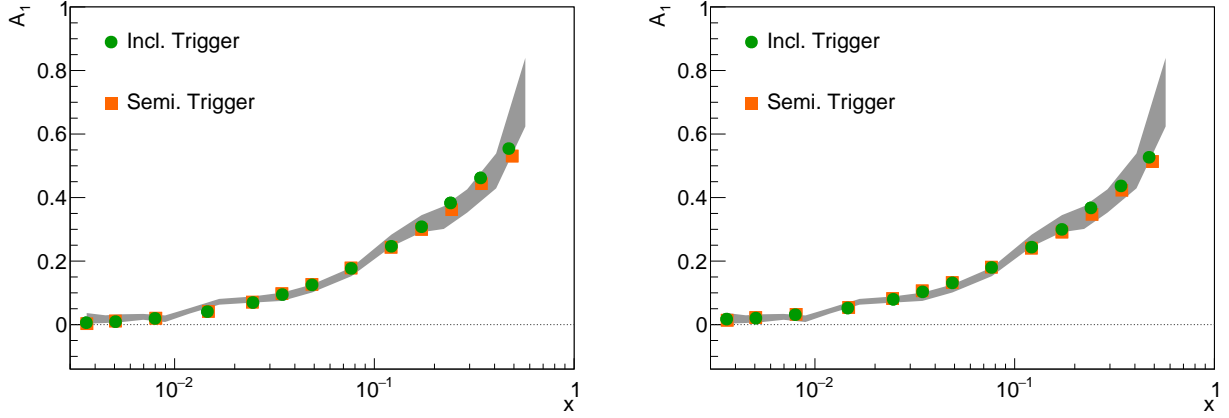 A₁
1
Incl. Trigger
0.8
Semi. Trigger
0.6
0.4
0.2
0
10⁻²
10⁻¹
1
x
A₁
1
Incl. Trigger
0.8
Semi. Trigger
0.6
0.4
0.2
0
10⁻²
10⁻¹
1
x